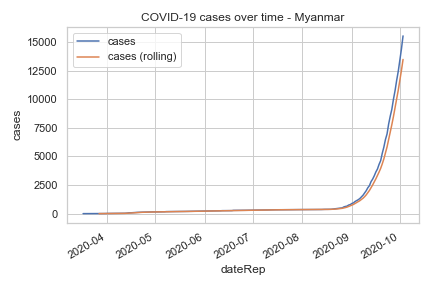 COVID-19 cases over time - Myanmar
cases
cases (rolling)
15000
12500
10000
7500
5000
2500
0
cases
2020-04
2020-05
2020-06
2020-07
2020-08
2020-09
2020-10
dateRep